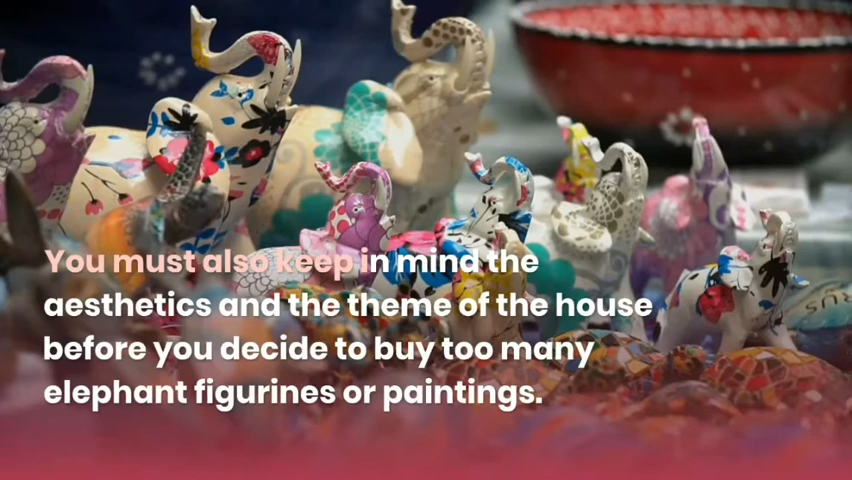 You must also keep in mind the
aesthetics and the theme of the house
before you decide to buy too many
elephant figurines or paintings.
RUS